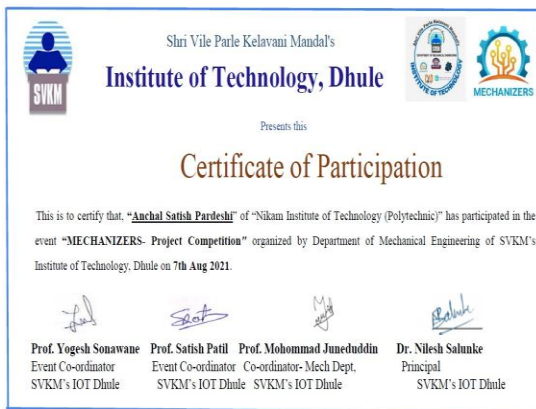 Shri Vile Parle Kelavani Mandal's
Institute of Technology, Dhule
SVKM
INSTITUTE OF TECHNOLOGY
MECHANIZERS
Presents this
Certificate of Participation
This is to certify that, “Anchal Satish Pardeshi” of “Nikam Institute of Technology (Polytechnic)” has participated in the
event “MECHANIZERS- Project Competition” organized by Department of Mechanical Engineering of SVKM’s
Institute of Technology, Dhule on 7th Aug 2021.
Prof. Yogesh Sonawane Prof. Satish Patil Prof. Mohommad Juneduddin Dr. Nilesh Salunke
Event Co-ordinator Event Co-ordinator Co-ordinator- Mech Dept, Principal
SVKM’s IOT Dhule SVKM’s IOT Dhule SVKM’s IOT Dhule SVKM’s IOT Dhule